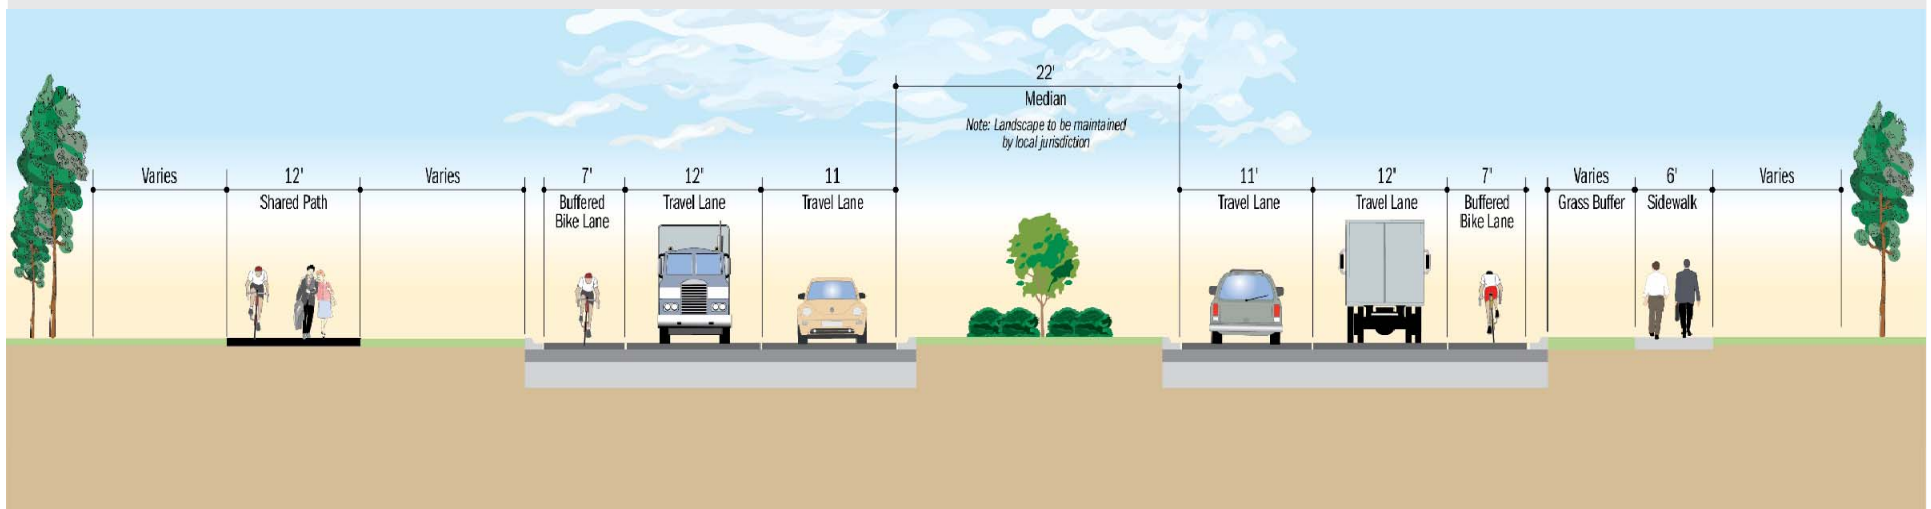 22'
Median
Note: Landscape to be maintained
by local jurisdiction
Varies
12'
Shared Path
Varies
7'
Buffered
Bike Lane
12'
Travel Lane
11
Travel Lane
11'
Travel Lane
12'
Travel Lane
7'
Buffered
Bike Lane
Varies
Grass Buffer
6'
Sidewalk
Varies